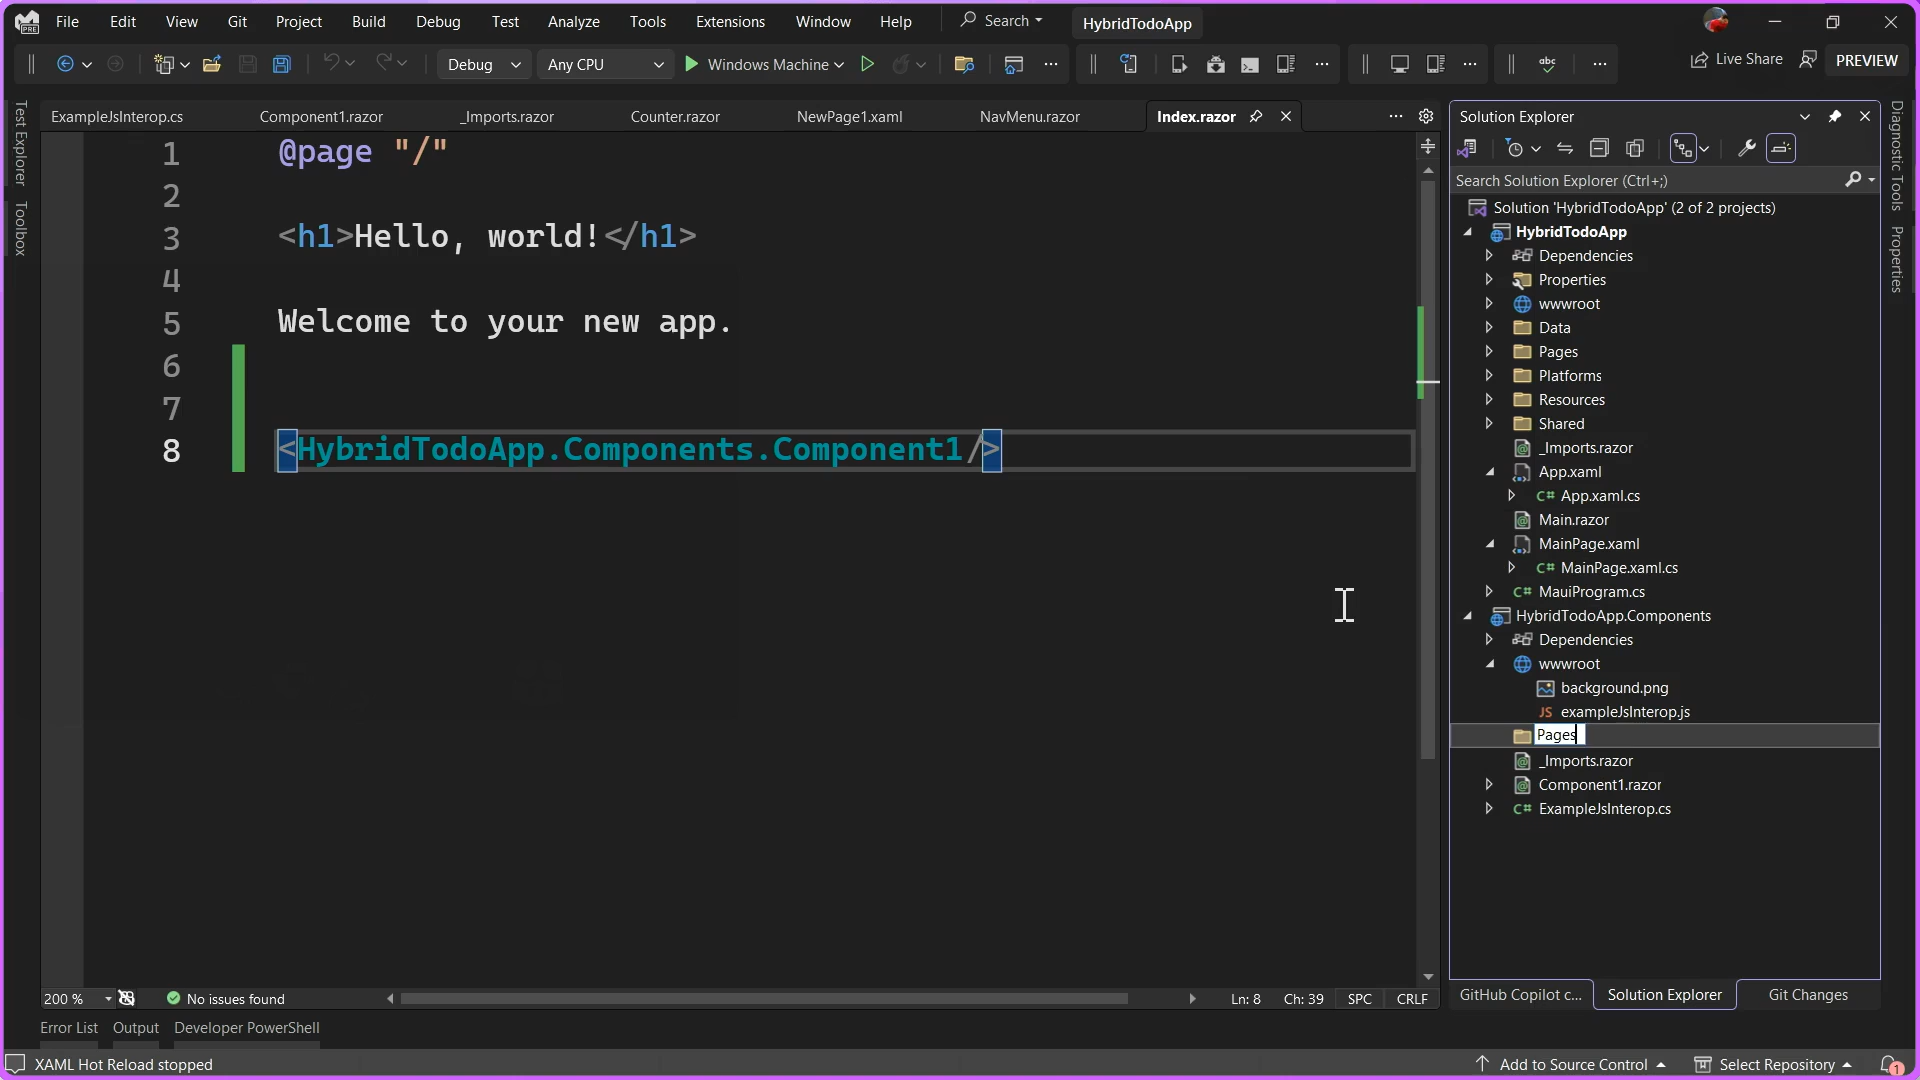 File Edit View Git Project Build Debug Test Analyze Tools Extensions Window Help Search HybridTodoApp
PRE
Debug Any CPU Windows Machine abc Live Share PREVIEW
Test Explorer
Toolbox
ExampleJsInterop.cs Component1.razor _Imports.razor Counter.razor NewPage1.xaml NavMenu.razor Index.razor
1 @page "/"
2
3 <h1>Hello, world!</h1>
4
5 Welcome to your new app.
6
7
8 <HybridTodoApp.Components.Component1/>
200 % No issues found Ln: 8 Ch: 39 SPC CRLF
Solution Explorer
Search Solution Explorer (Ctrl+;)
Solution 'HybridTodoApp' (2 of 2 projects)
HybridTodoApp
Dependencies
Properties
wwwroot
Data
Pages
Platforms
Resources
Shared
_Imports.razor
App.xaml
C# App.xaml.cs
Main.razor
MainPage.xaml
C# MainPage.xaml.cs
C# MauiProgram.cs
HybridTodoApp.Components
Dependencies
wwwroot
background.png
JS exampleJsInterop.js
Pages
_Imports.razor
Component1.razor
C# ExampleJsInterop.cs
GitHub Copilot c... Solution Explorer Git Changes
Diagnostic Tools
Properties
Error List Output Developer PowerShell
XAML Hot Reload stopped Add to Source Control Select Repository 1